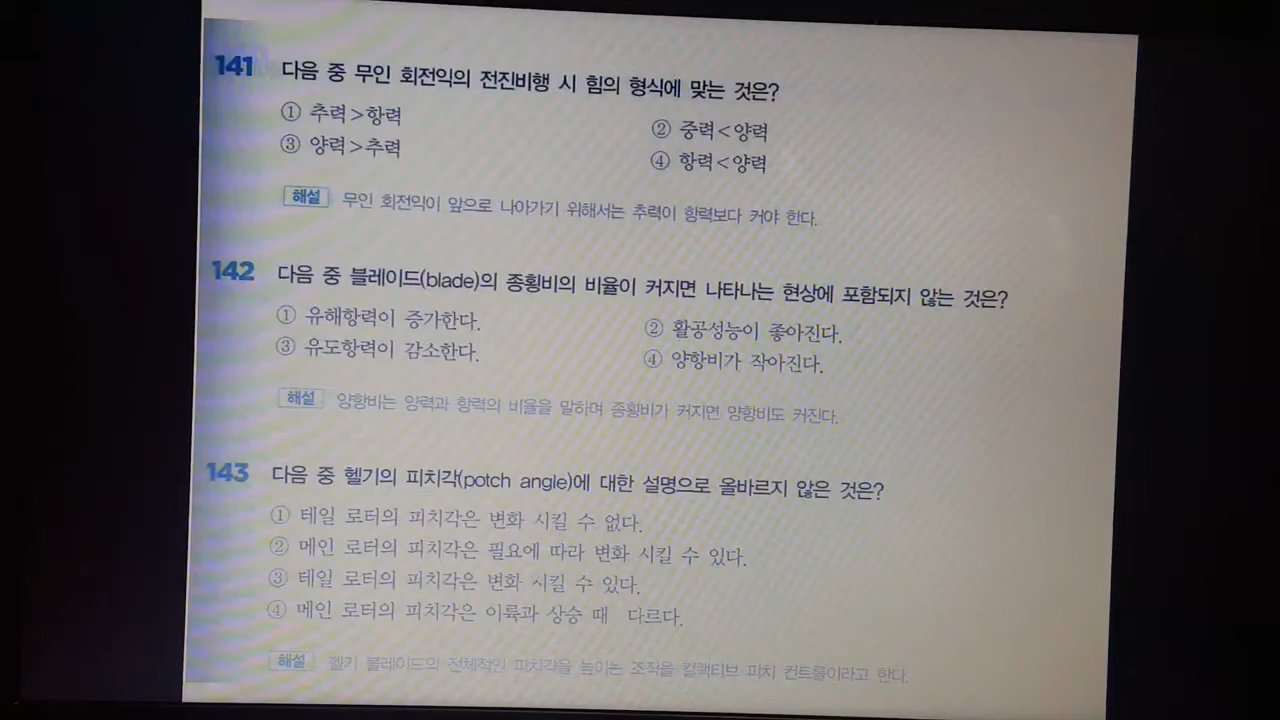 141 다음 중 무인 회전익의 전진비행 시 힘의 형식에 맞는 것은?
① 추력>항력 ② 중력<양력
③ 양력>추력 ④ 항력<양력
해설 무인 회전익이 앞으로 나아가기 위해서는 추력이 항력보다 커야 한다.
142 다음 중 블레이드(blade)의 종횡비의 비율이 커지면 나타나는 현상에 포함되지 않는 것은?
① 유해항력이 증가한다. ② 활공성능이 좋아진다.
③ 유도항력이 감소한다. ④ 양항비가 작아진다.
해설 양항비는 양력과 항력의 비율을 말하며 종횡비가 커지면 양항비도 커진다.
143 다음 중 헬기의 피치각(potch angle)에 대한 설명으로 올바르지 않은 것은?
① 테일 로터의 피치각은 변화 시킬 수 없다.
② 메인 로터의 피치각은 필요에 따라 변화 시킬 수 있다.
③ 테일 로터의 피치각은 변화 시킬 수 있다.
④ 메인 로터의 피치각은 이륙과 상승 때 다르다.
해설 헬기 블레이드의 전체적인 피치각을 높이는 조작을 컬랙티브 피치 컨트롤이라고 한다.